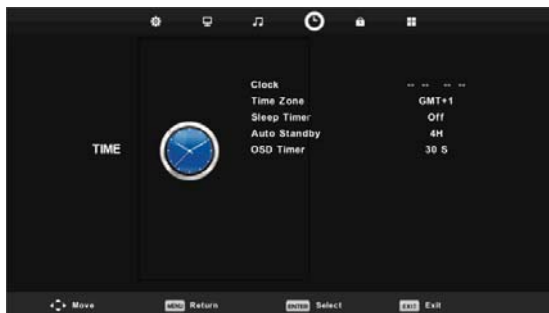 Clock -- -- -- --
Time Zone GMT+1
Sleep Timer Off
Auto Standby 4H
TIME
OSD Timer 30 S
Move MENU Return ENTER Select EXIT Exit